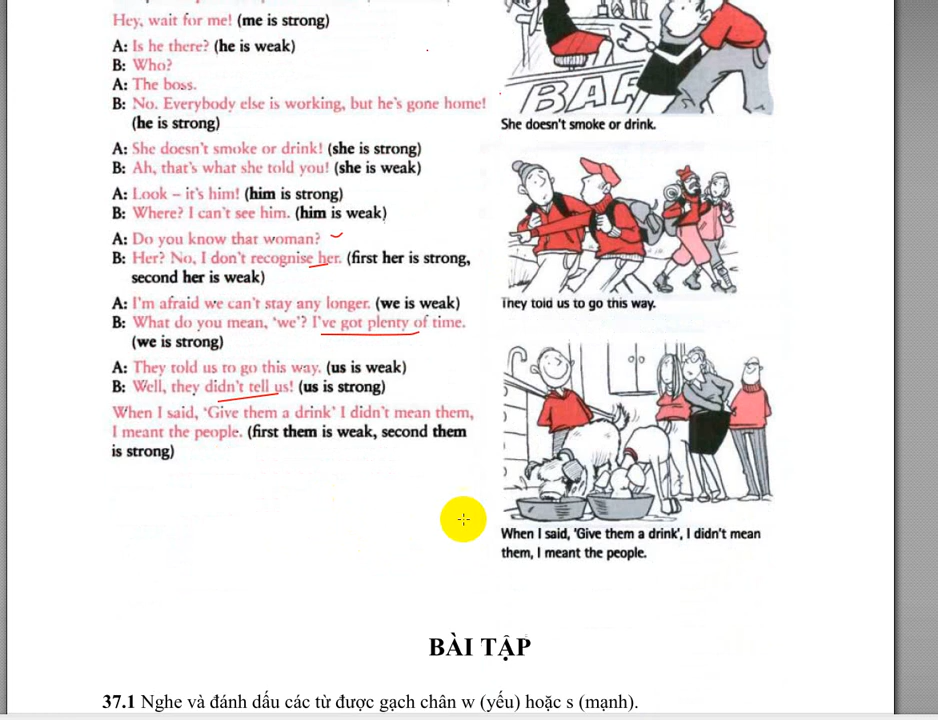 Hey, wait for me! (me is strong)
A: Is he there? (he is weak)
B: Who?
A: The boss.
B: No. Everybody else is working, but he's gone home!
(he is strong)
A: She doesn't smoke or drink! (she is strong)
B: Ah, that's what she told you! (she is weak)
A: Look – it's him! (him is strong)
B: Where? I can't see him. (him is weak)
A: Do you know that woman?
B: Her? No, I don't recognise her. (first her is strong,
second her is weak)
A: I'm afraid we can't stay any longer. (we is weak)
B: What do you mean, 'we'? I've got plenty of time.
(we is strong)
A: They told us to go this way. (us is weak)
B: Well, they didn't tell us! (us is strong)
When I said, 'Give them a drink' I didn't mean them,
I meant the people. (first them is weak, second them
is strong)
BAR
She doesn't smoke or drink.
They told us to go this way.
When I said, 'Give them a drink', I didn't mean
them, I meant the people.
BÀI TẬP
37.1 Nghe và đánh dấu các từ được gạch chân w (yếu) hoặc s (mạnh).